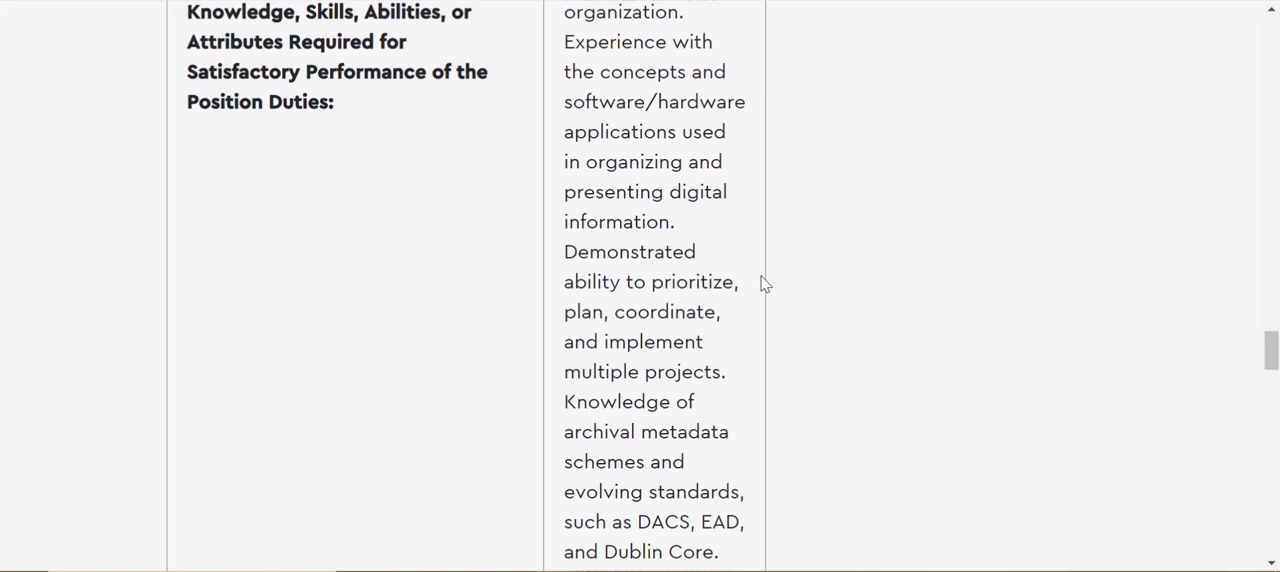 Knowledge, Skills, Abilities, or
Attributes Required for
Satisfactory Performance of the
Position Duties:
organization.
Experience with
the concepts and
software/hardware
applications used
in organizing and
presenting digital
information.
Demonstrated
ability to prioritize,
plan, coordinate,
and implement
multiple projects.
Knowledge of
archival metadata
schemes and
evolving standards,
such as DACS, EAD,
and Dublin Core.